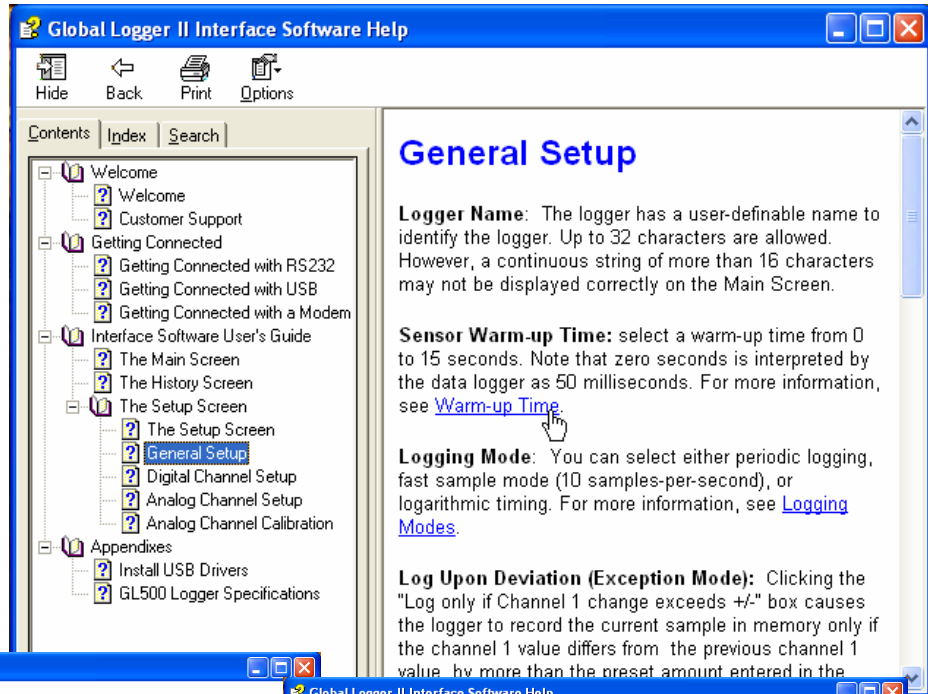 Global Logger II Interface Software Help
Hide Back Print Options
Contents Index Search
Welcome
Welcome
Customer Support
Getting Connected
Getting Connected with RS232
Getting Connected with USB
Getting Connected with a Modem
Interface Software User's Guide
The Main Screen
The History Screen
The Setup Screen
The Setup Screen
General Setup
Digital Channel Setup
Analog Channel Setup
Analog Channel Calibration
Appendixes
Install USB Drivers
GL500 Logger Specifications
General Setup
Logger Name: The logger has a user-definable name to
identify the logger. Up to 32 characters are allowed.
However, a continuous string of more than 16 characters
may not be displayed correctly on the Main Screen.
Sensor Warm-up Time: select a warm-up time from 0
to 15 seconds. Note that zero seconds is interpreted by
the data logger as 50 milliseconds. For more information,
see Warm-up Time.
Logging Mode: You can select either periodic logging,
fast sample mode (10 samples-per-second), or
logarithmic timing. For more information, see Logging
Modes.
Log Upon Deviation (Exception Mode): Clicking the
"Log only if Channel 1 change exceeds +/-" box causes
the logger to record the current sample in memory only if
the channel 1 value differs from the previous channel 1
value by more than the preset amount entered in the
Global Logger II Interface Software Help